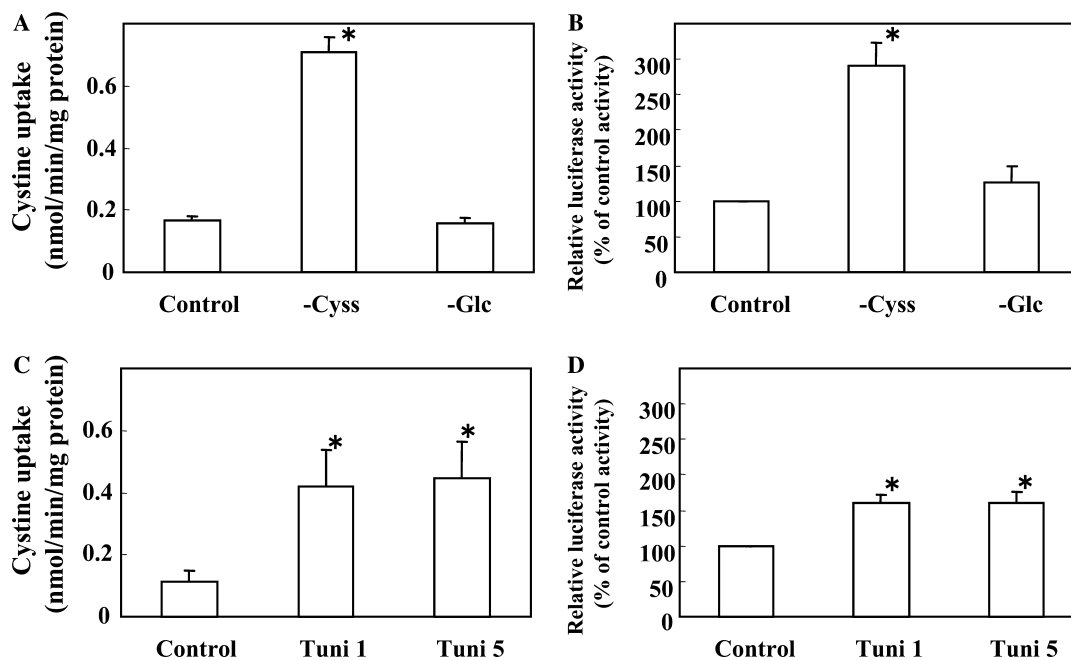 A
Cystine uptake
(nmol/min/mg protein)
0.6
0.4
0.2
0
*
Control -Cyss -Glc
B
Relative luciferase activity
(% of control activity)
300
250
200
150
100
50
0
*
Control -Cyss -Glc
C
Cystine uptake
(nmol/min/mg protein)
0.6
0.4
0.2
0
* *
Control Tuni 1 Tuni 5
D
Relative luciferase activity
(% of control activity)
300
250
200
150
100
50
0
* *
Control Tuni 1 Tuni 5